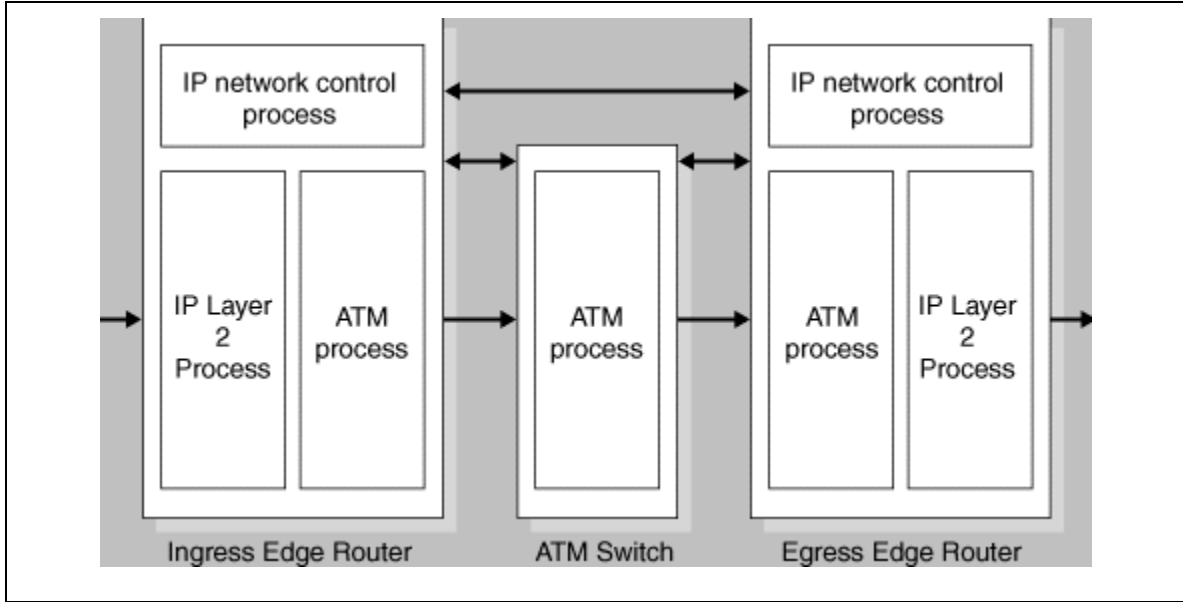 IP network control
process
IP network control
process
IP Layer
2
Process
ATM
process
ATM
process
ATM
process
IP Layer
2
Process
Ingress Edge Router
ATM Switch
Egress Edge Router